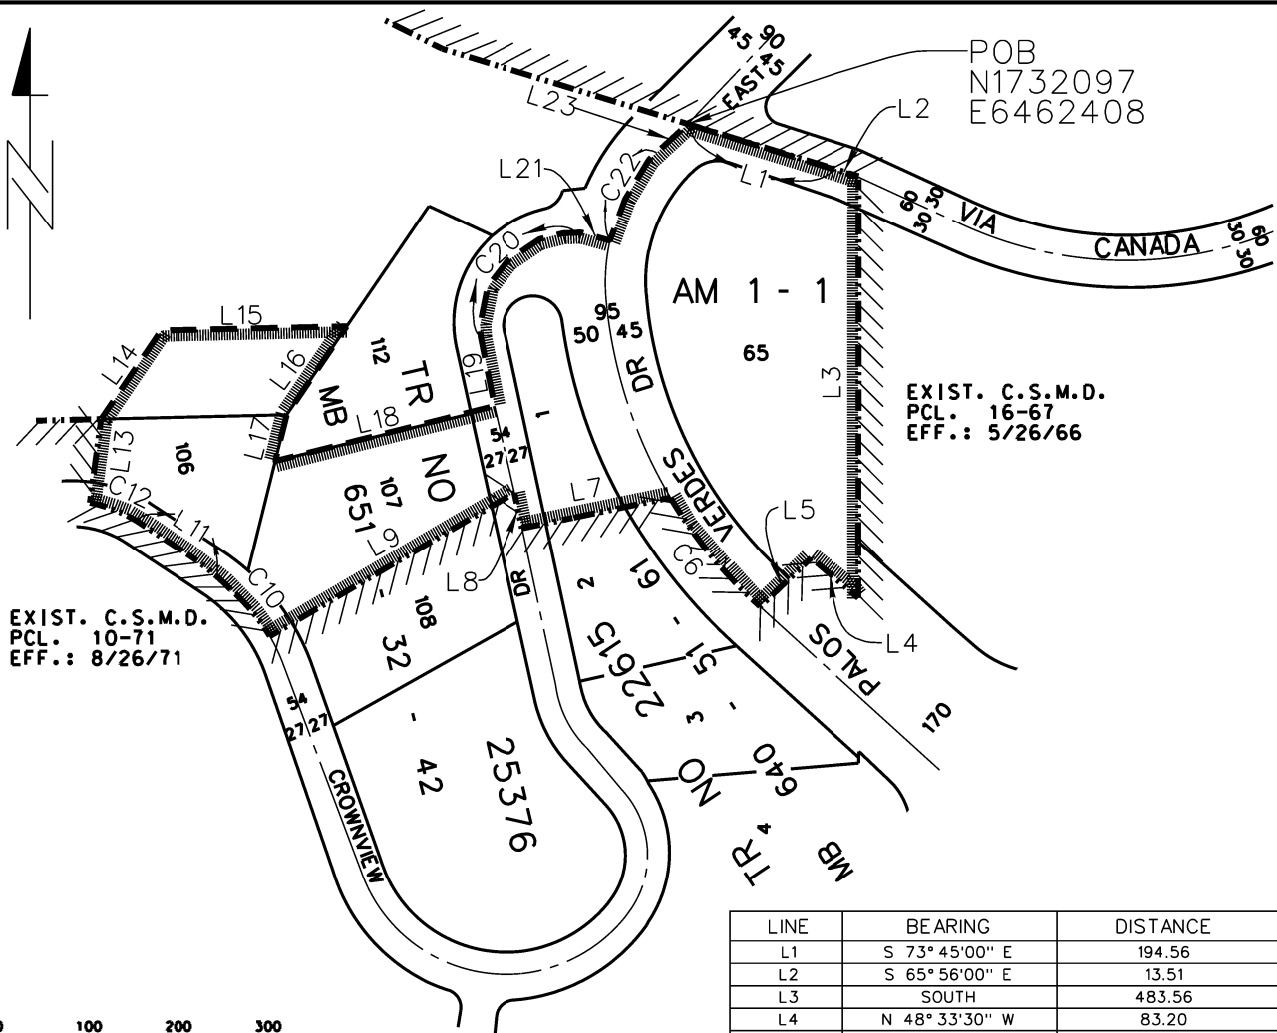 N
POB
N1732097
E6462408
90
45 45
EAST
L23
L2
L1
L21
C22
C20
60
30 30
VIA
CANADA
60
30 30
AM 1 - 1
65
95
50 45
L15
L14
L16
112
TR
MB
L19
L18
L17
L13
106
1
54
27 27
DR
L3
EXIST. C.S.M.D.
PCL. 16-67
EFF.: 5/26/66
NO
107
651
C12
L11
L9
L7
VERDES
L5
C6
C10
L8
DR
2
61
-
51
-
640
22615
3
NO
TR
4
MB
L4
PALOS
170
EXIST. C.S.M.D.
PCL. 10-71
EFF.: 8/26/71
108
-
32
-
42
25376
54
27 27
CROWNVIEW
LINE BEARING DISTANCE
L1 S 73° 45'00" E 194.56
L2 S 65° 56'00" E 13.51
L3 SOUTH 483.56
L4 N 48° 33'30" W 83.20
0 100 200 300